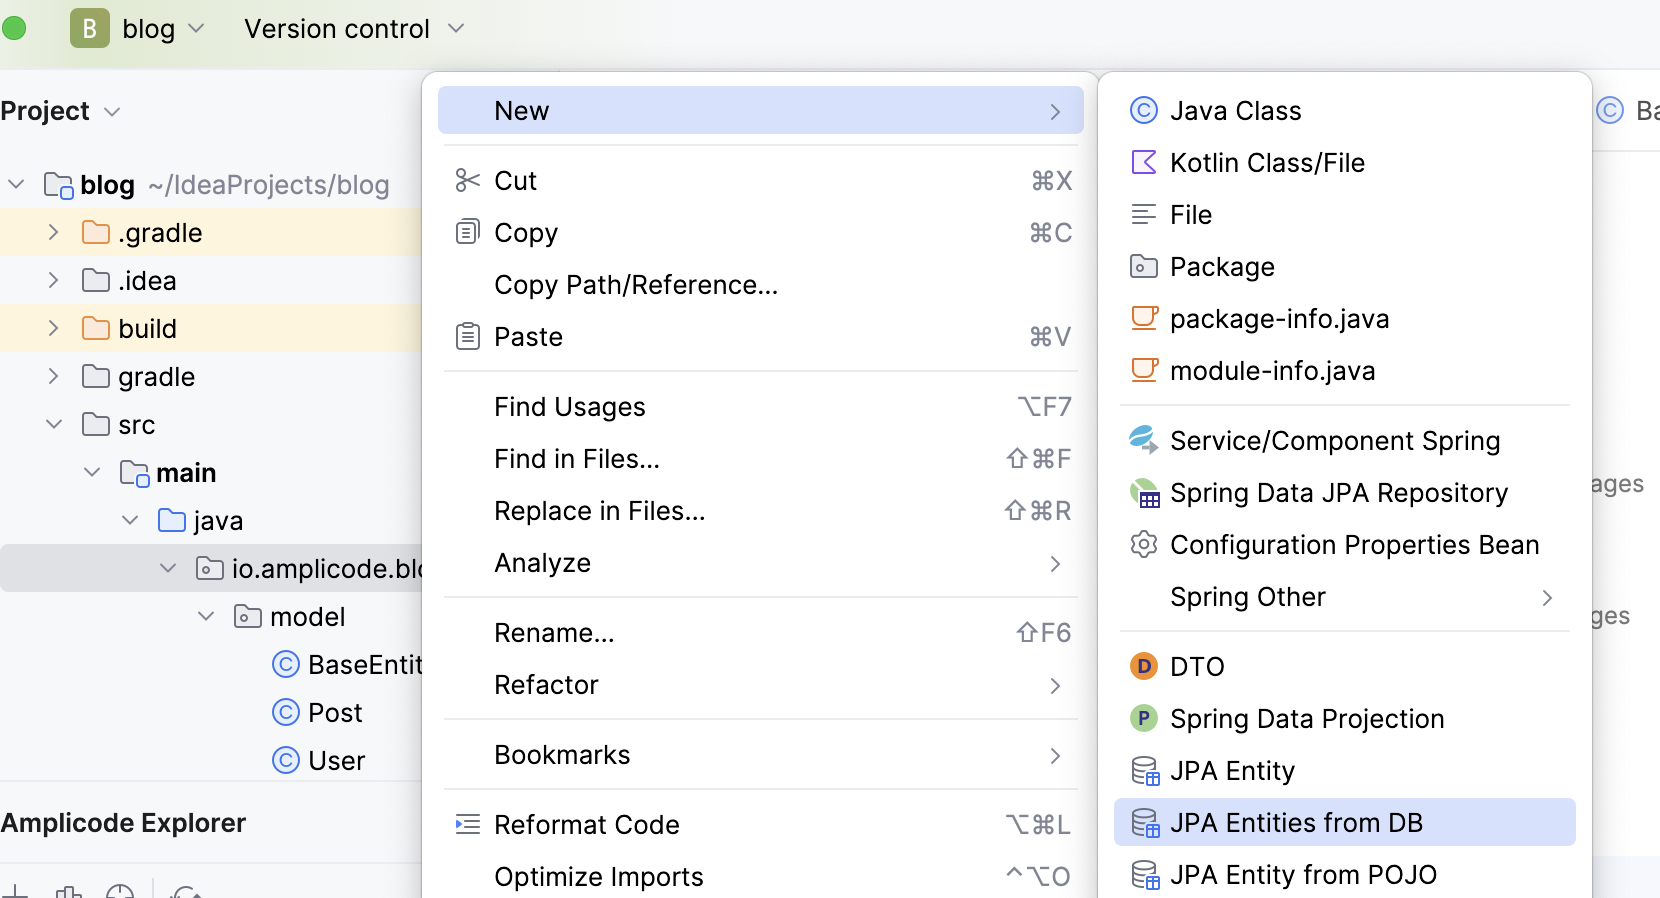 B blog Version control
Project
blog ~/IdeaProjects/blog
.gradle
.idea
build
gradle
src
main
java
io.amplicode.blo
model
BaseEntit
Post
User
Amplicode Explorer
New
Cut ⌘X
Copy ⌘C
Copy Path/Reference...
Paste ⌘V
Find Usages ⌥F7
Find in Files... ⇧⌘F
Replace in Files... ⇧⌘R
Analyze
Rename... ⇧F6
Refactor
Bookmarks
Reformat Code ⌥⌘L
Optimize Imports ^⌥O
Java Class
Kotlin Class/File
File
Package
package-info.java
module-info.java
Service/Component Spring
Spring Data JPA Repository
Configuration Properties Bean
Spring Other
DTO
Spring Data Projection
JPA Entity
JPA Entities from DB
JPA Entity from POJO
Ba
ages
ges